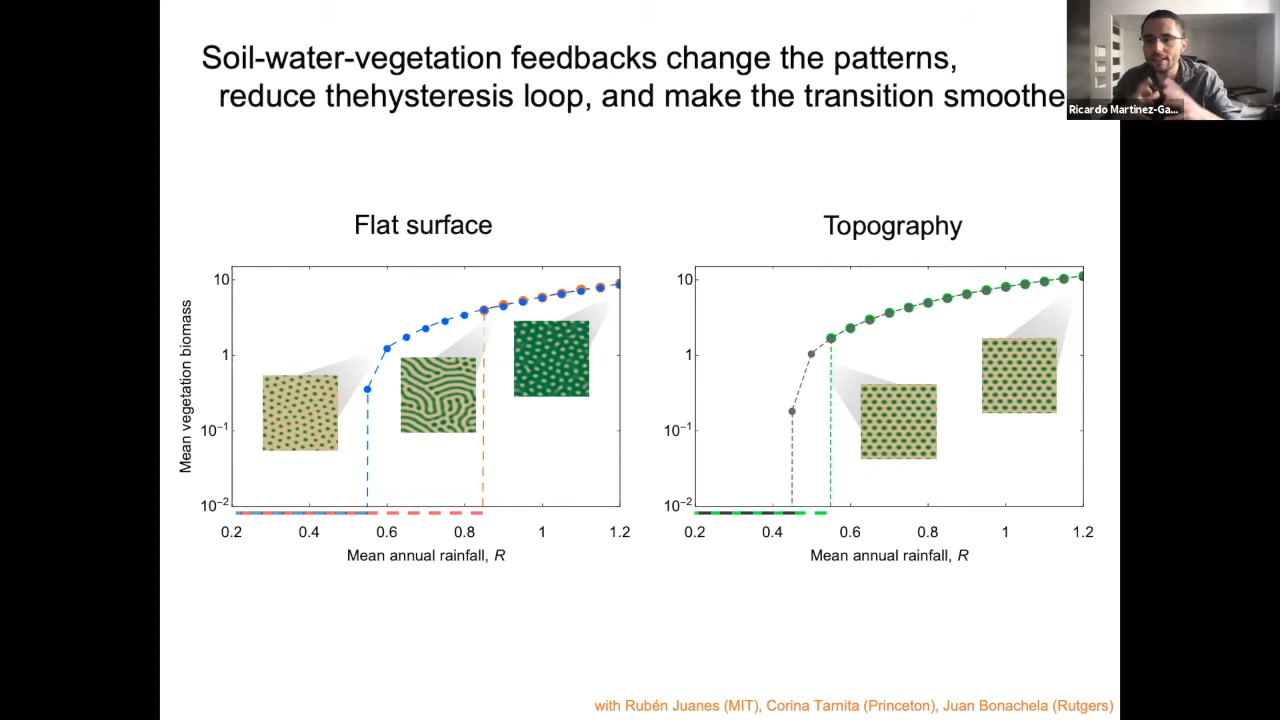 Soil-water-vegetation feedbacks change the patterns,
reduce thehysteresis loop, and make the transition smoothe
Ricardo Martinez-Ga...
Flat surface
Topography
Mean vegetation biomass
10
1
10⁻¹
10⁻²
0.2 0.4 0.6 0.8 1 1.2
Mean annual rainfall, R
10
1
10⁻¹
10⁻²
0.2 0.4 0.6 0.8 1 1.2
Mean annual rainfall, R
with Rubén Juanes (MIT), Corina Tarnita (Princeton), Juan Bonachela (Rutgers)